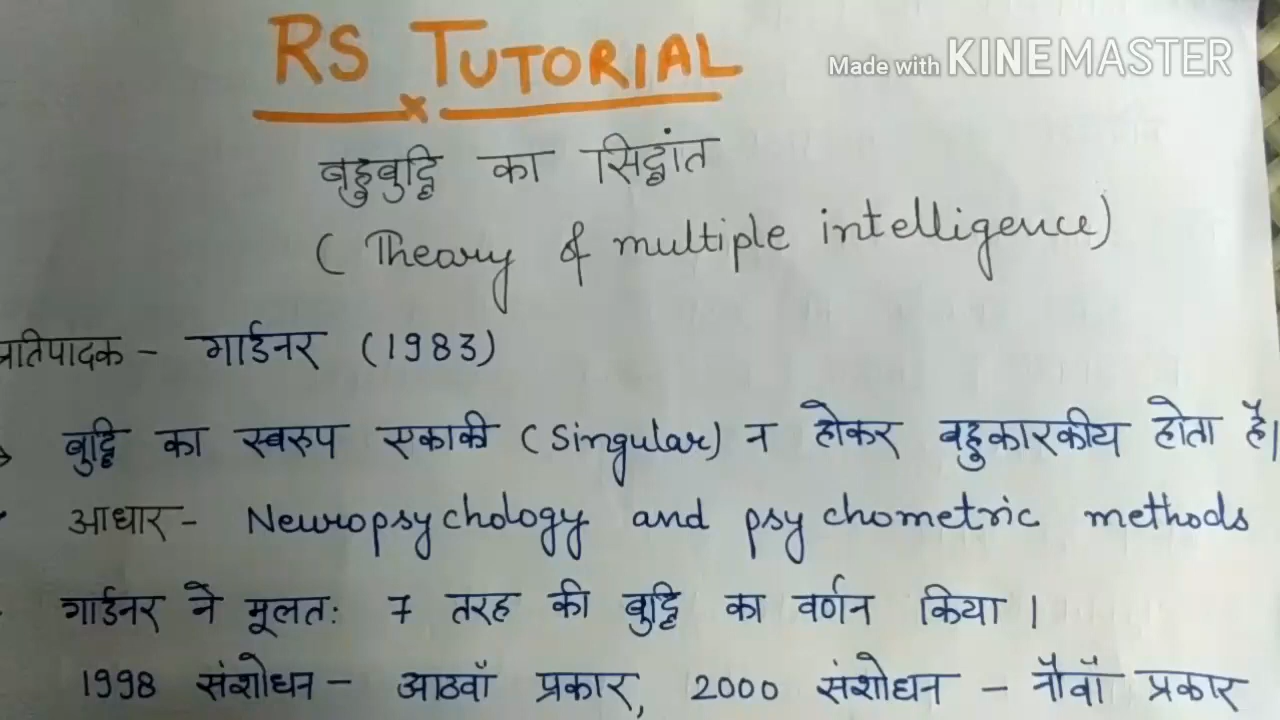 RS TUTORIAL
Made with KINEMASTER
बहुबुद्धि का सिद्धांत
(Theory of multiple intelligence)
प्रतिपादक - गार्डनर (1983)
बुद्धि का स्वरुप एकाकी (Singular) न होकर बहुकारकीय होता है।
आधार - Neuropsychology and psychometric methods
गार्डनर ने मूलतः 7 तरह की बुद्धि का वर्णन किया।
1998 संशोधन - आठवाँ प्रकार, 2000 संशोधन - नौवाँ प्रकार